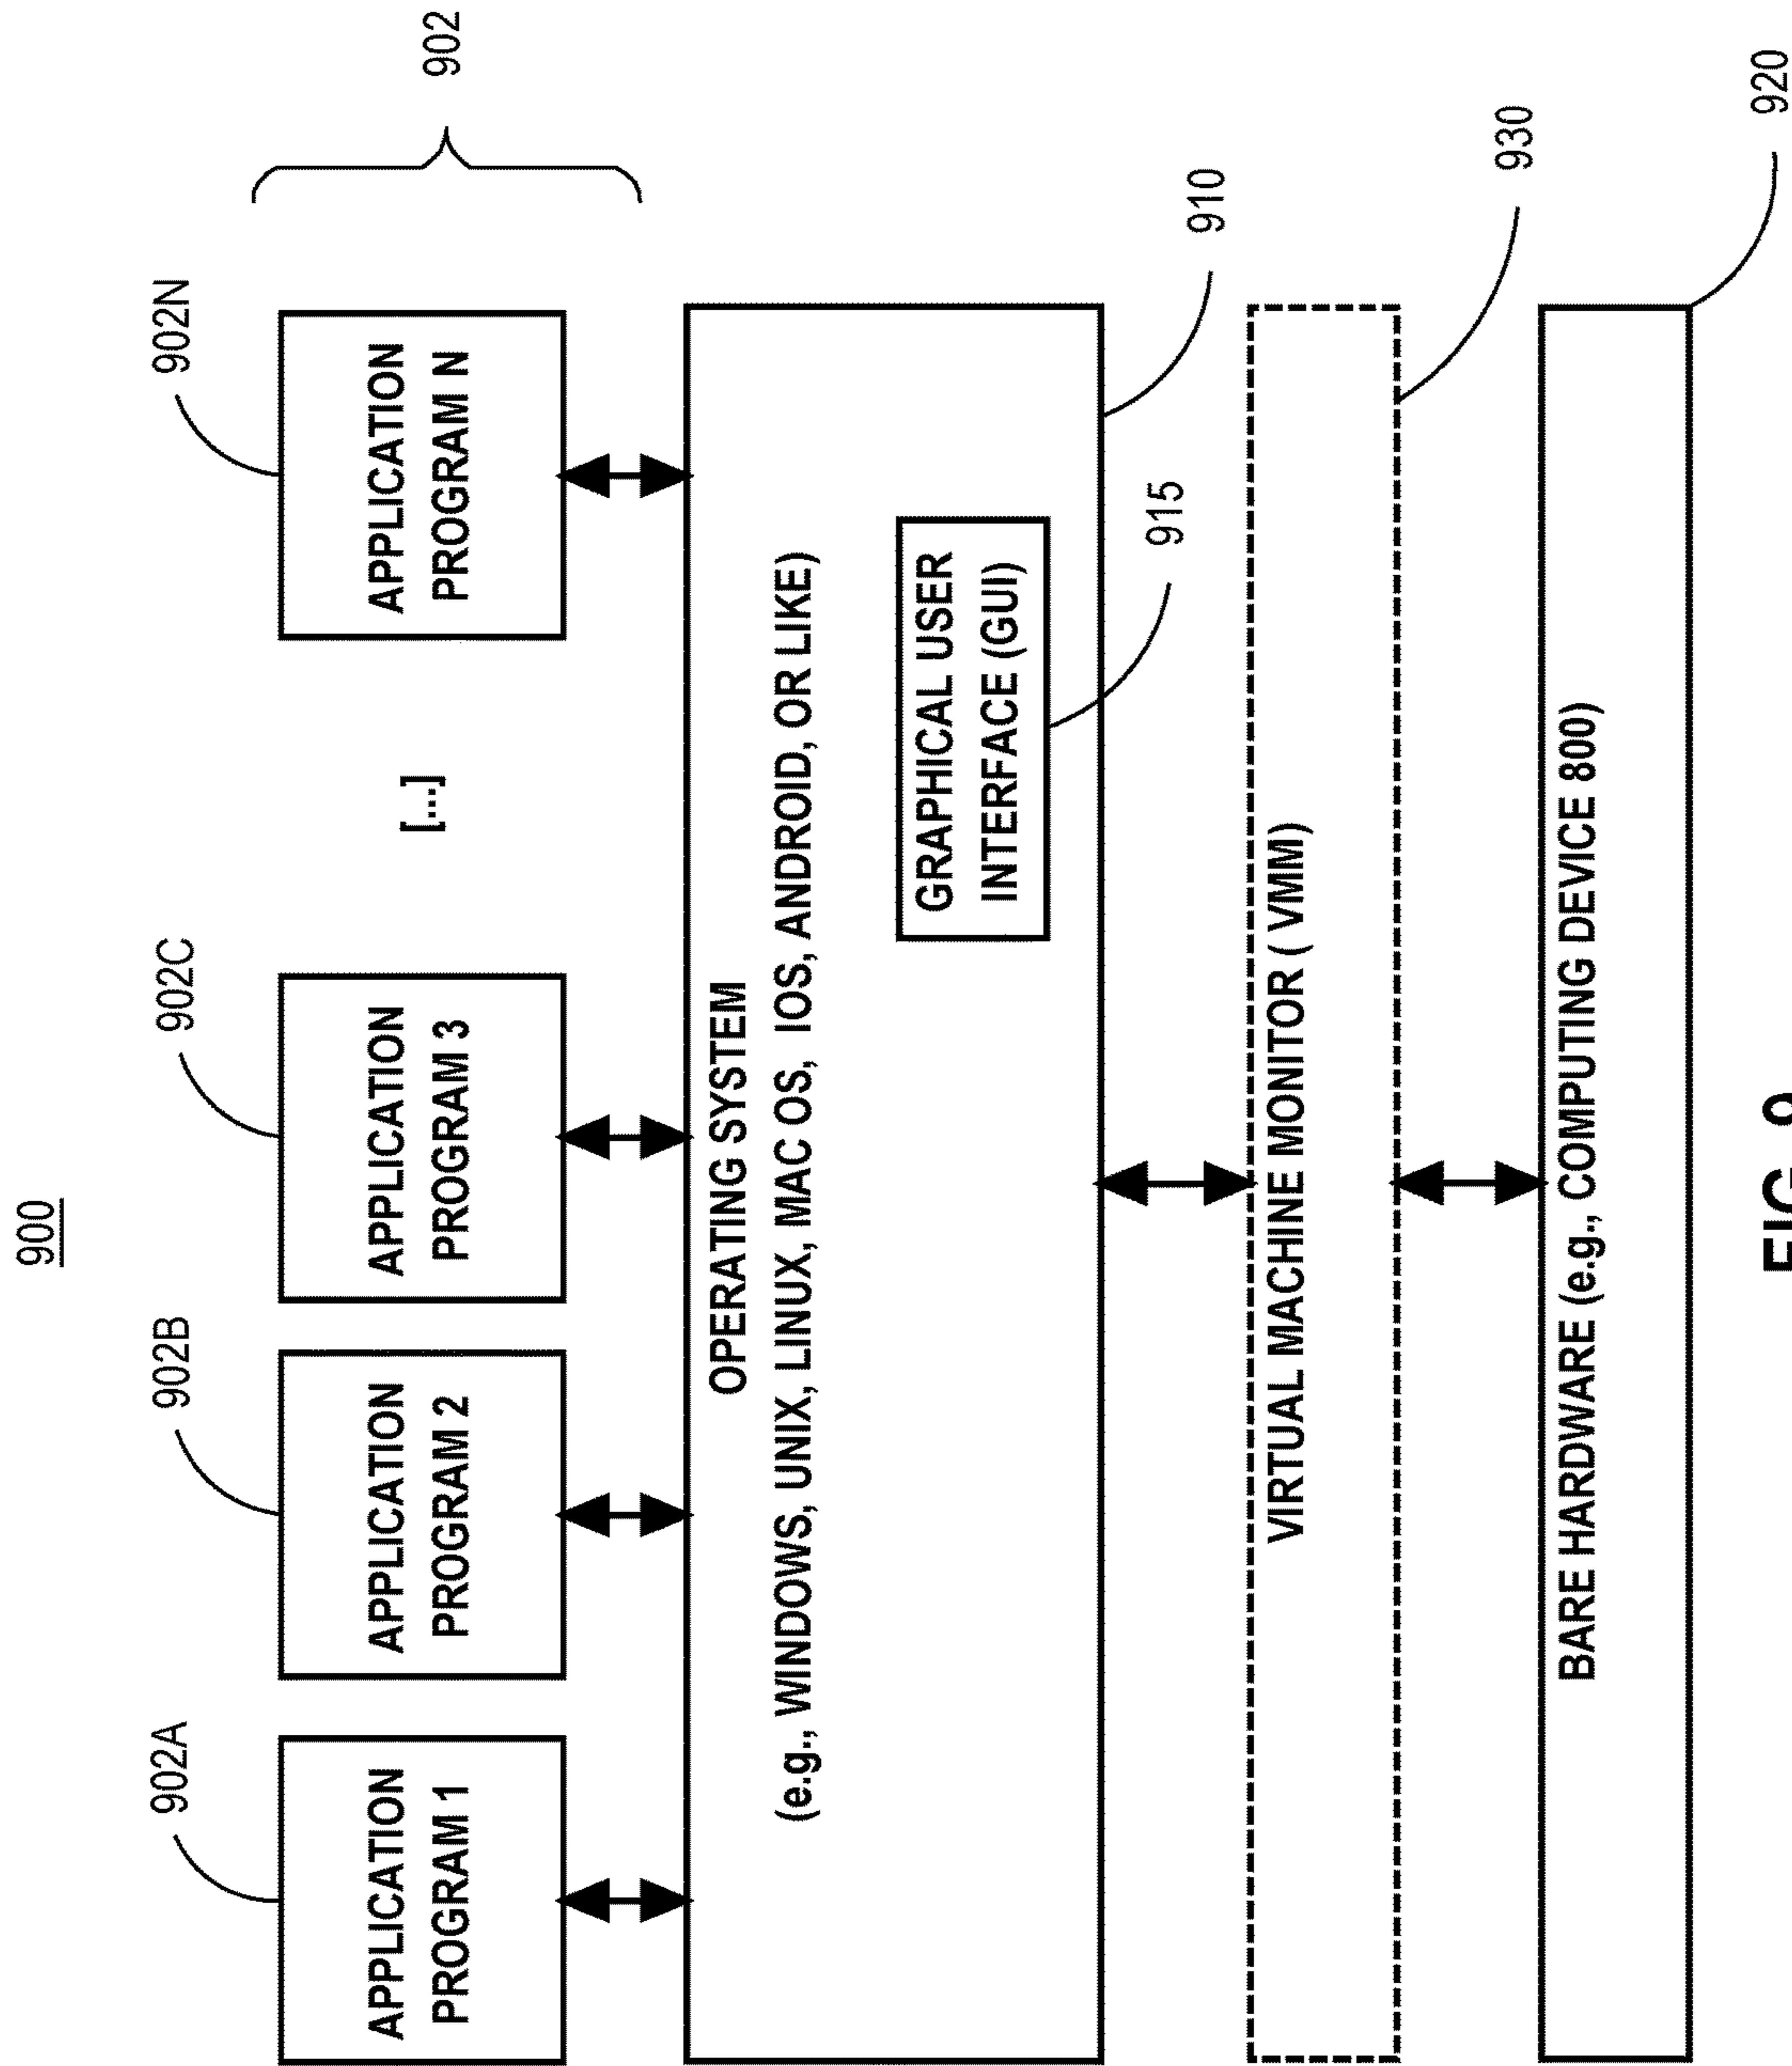 900
902A
902B
902C
902N
902
APPLICATION
PROGRAM 1
APPLICATION
PROGRAM 2
APPLICATION
PROGRAM 3
[...]
APPLICATION
PROGRAM N
OPERATING SYSTEM
(e.g., WINDOWS, UNIX, LINUX, MAC OS, IOS, ANDROID, OR LIKE)
GRAPHICAL USER
INTERFACE (GUI)
910
915
VIRTUAL MACHINE MONITOR ( VMM)
930
BARE HARDWARE (e.g., COMPUTING DEVICE 800)
920
FIG. 9